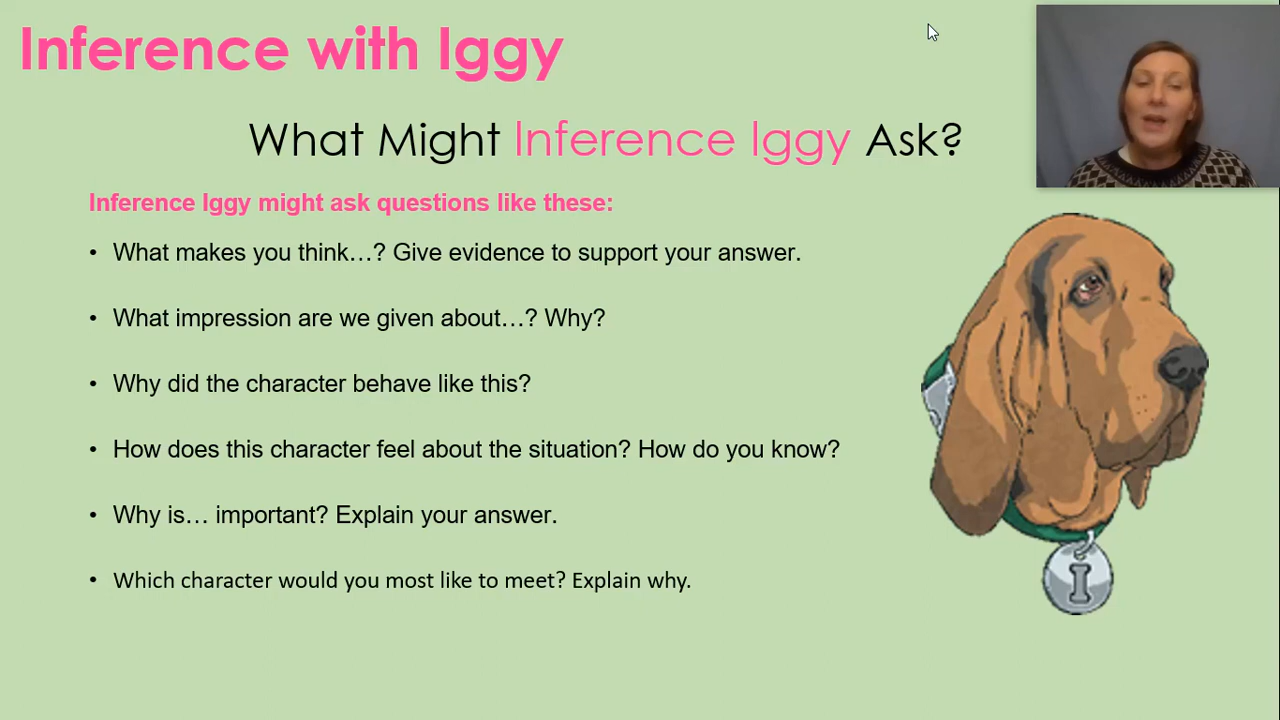 Inference with Iggy
What Might Inference Iggy Ask?
Inference Iggy might ask questions like these:
• What makes you think…? Give evidence to support your answer.
• What impression are we given about…? Why?
• Why did the character behave like this?
• How does this character feel about the situation? How do you know?
• Why is… important? Explain your answer.
• Which character would you most like to meet? Explain why.
I